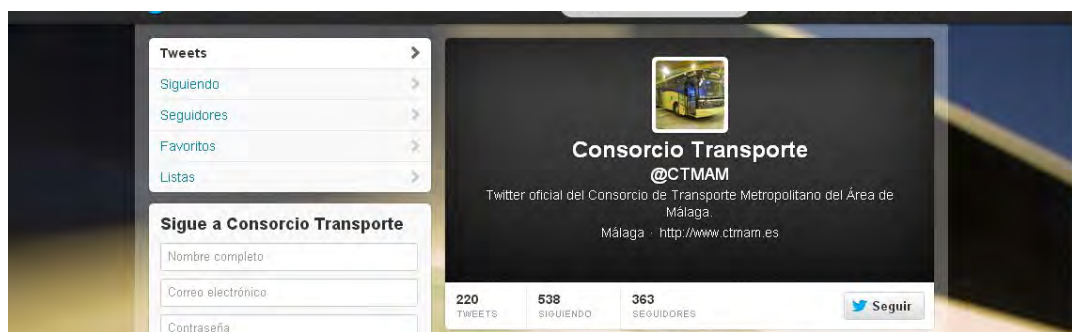 Tweets
Siguiendo
Seguidores
Favoritos
Listas
Sigue a Consorcio Transporte
Nombre completo
Correo electrónico
Contraseña
Consorcio Transporte
@CTMAM
Twitter oficial del Consorcio de Transporte Metropolitano del Área de
Málaga.
Málaga · http://www.ctmam.es
220 538 363
TWEETS SIGUIENDO SEGUIDORES
Seguir